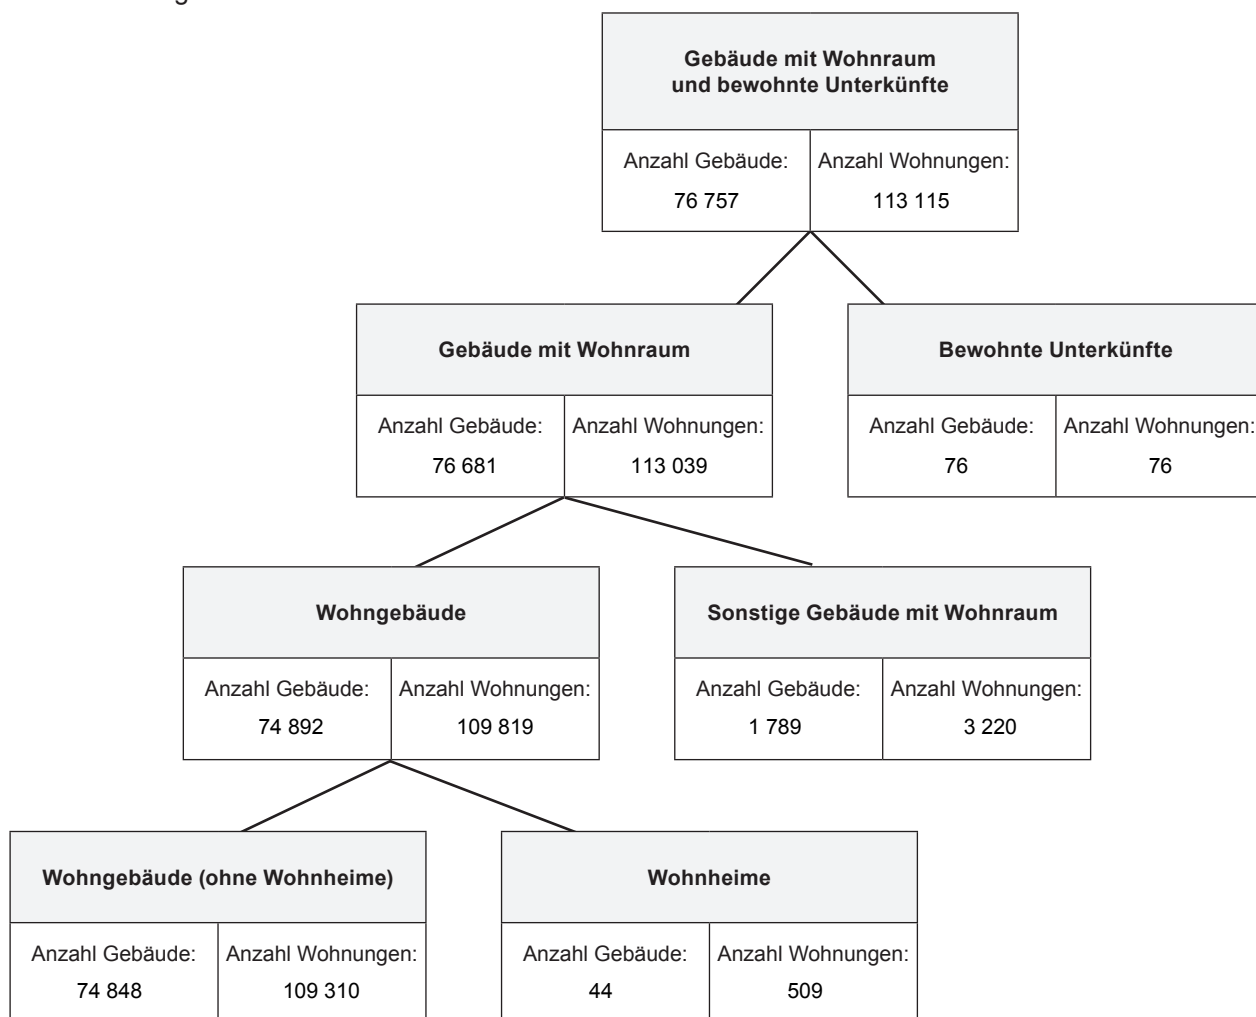 Gebäude mit Wohnraum
und bewohnte Unterkünfte
Anzahl Gebäude: Anzahl Wohnungen:
76 757 113 115
Gebäude mit Wohnraum Bewohnte Unterkünfte
Anzahl Gebäude: Anzahl Wohnungen: Anzahl Gebäude: Anzahl Wohnungen:
76 681 113 039 76 76
Wohngebäude Sonstige Gebäude mit Wohnraum
Anzahl Gebäude: Anzahl Wohnungen: Anzahl Gebäude: Anzahl Wohnungen:
74 892 109 819 1 789 3 220
Wohngebäude (ohne Wohnheime) Wohnheime
Anzahl Gebäude: Anzahl Wohnungen: Anzahl Gebäude: Anzahl Wohnungen:
74 848 109 310 44 509